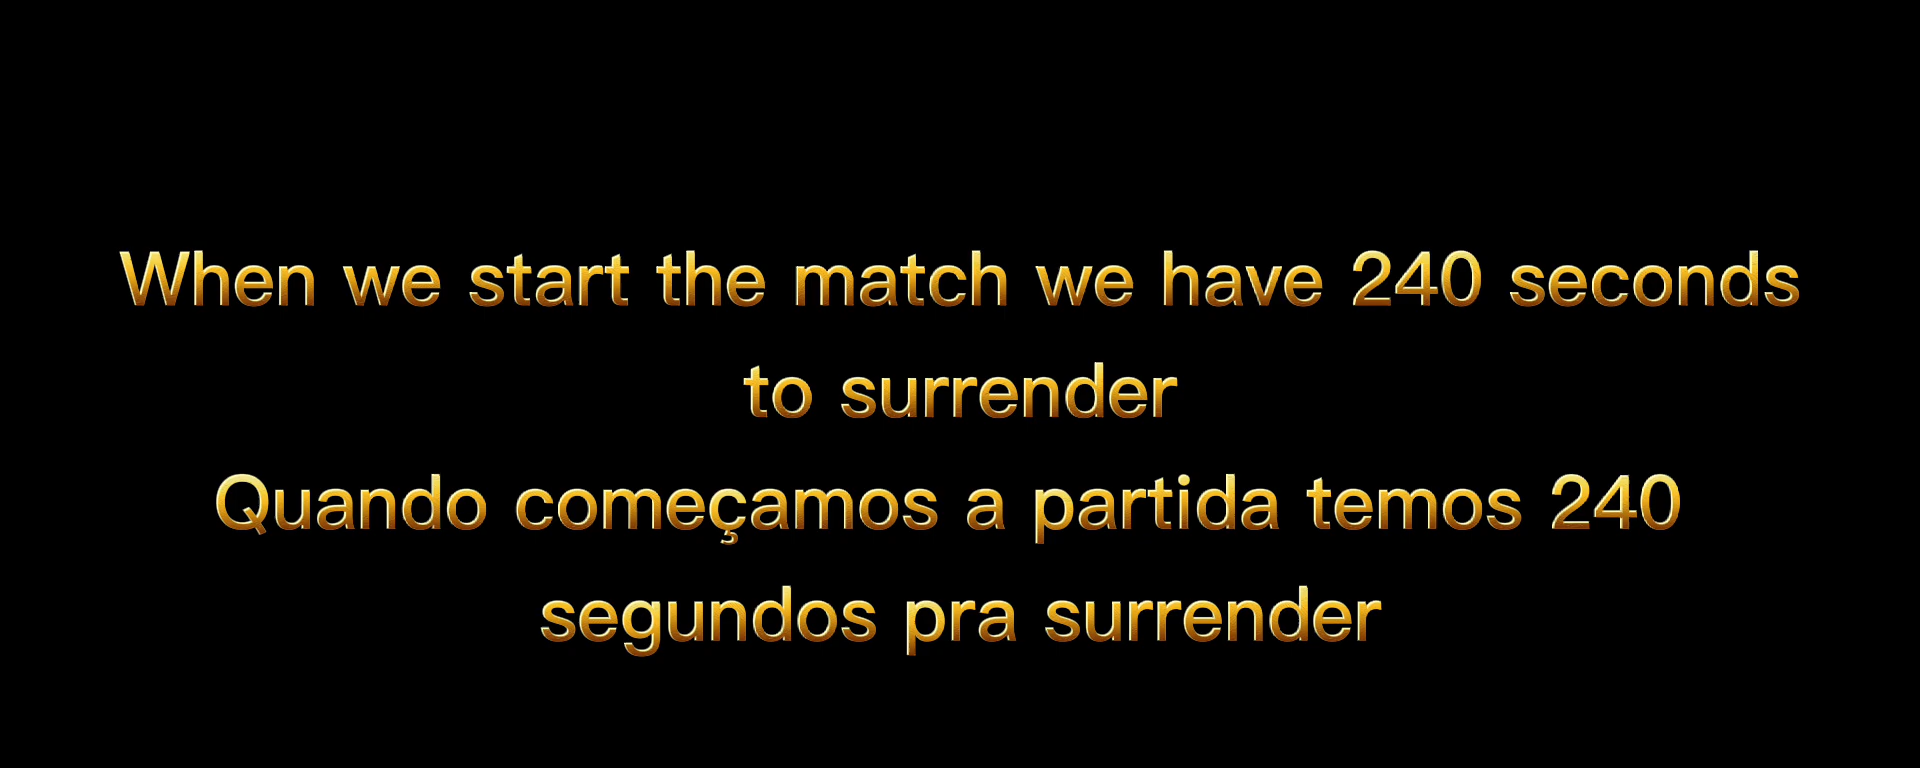 When we start the match we have 240 seconds
to surrender
Quando começamos a partida temos 240
segundos pra surrender